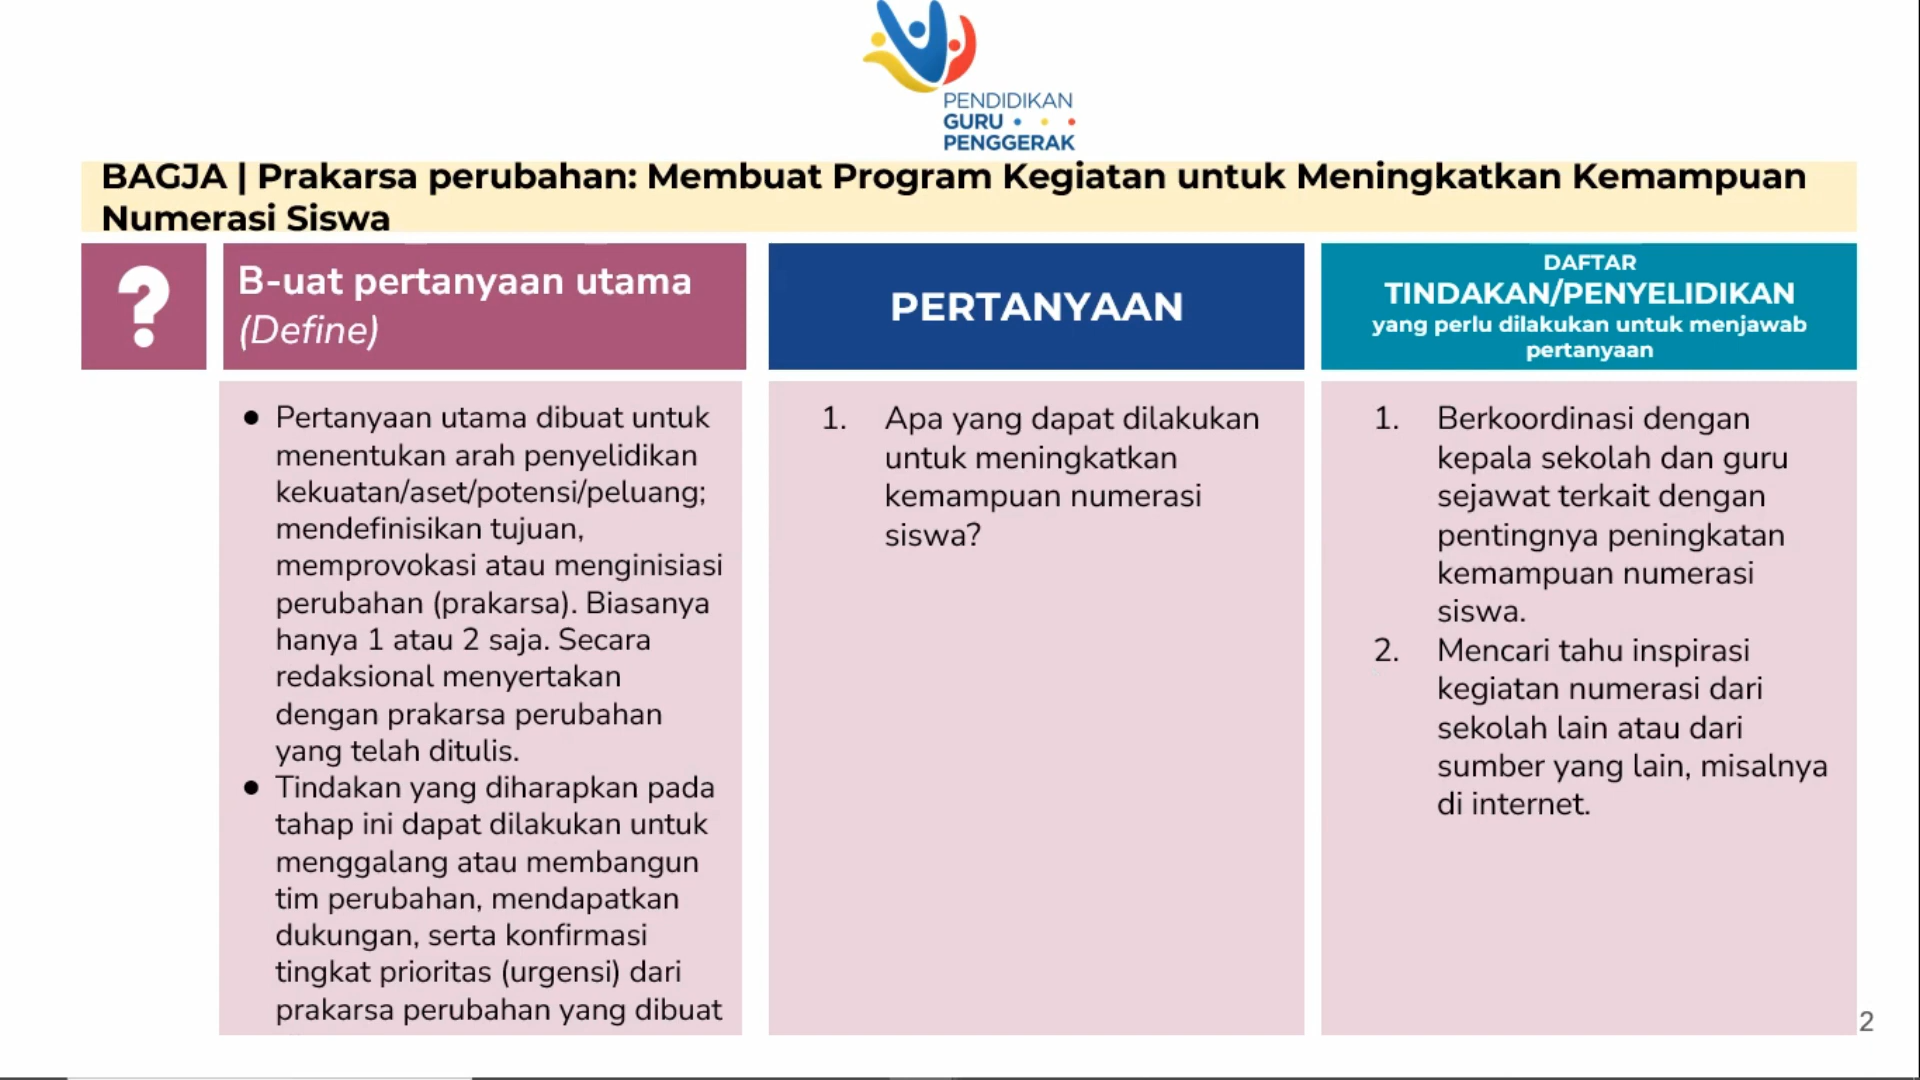 PENDIDIKAN
GURU
PENGGERAK
BAGJA | Prakarsa perubahan: Membuat Program Kegiatan untuk Meningkatkan Kemampuan
Numerasi Siswa
?
B-uat pertanyaan utama
(Define)
● Pertanyaan utama dibuat untuk
menentukan arah penyelidikan
kekuatan/aset/potensi/peluang;
mendefinisikan tujuan,
memprovokasi atau menginisiasi
perubahan (prakarsa). Biasanya
hanya 1 atau 2 saja. Secara
redaksional menyertakan
dengan prakarsa perubahan
yang telah ditulis.
● Tindakan yang diharapkan pada
tahap ini dapat dilakukan untuk
menggalang atau membangun
tim perubahan, mendapatkan
dukungan, serta konfirmasi
tingkat prioritas (urgensi) dari
prakarsa perubahan yang dibuat
PERTANYAAN
1. Apa yang dapat dilakukan
untuk meningkatkan
kemampuan numerasi
siswa?
DAFTAR
TINDAKAN/PENYELIDIKAN
yang perlu dilakukan untuk menjawab
pertanyaan
1. Berkoordinasi dengan
kepala sekolah dan guru
sejawat terkait dengan
pentingnya peningkatan
kemampuan numerasi
siswa.
2. Mencari tahu inspirasi
kegiatan numerasi dari
sekolah lain atau dari
sumber yang lain, misalnya
di internet.
2